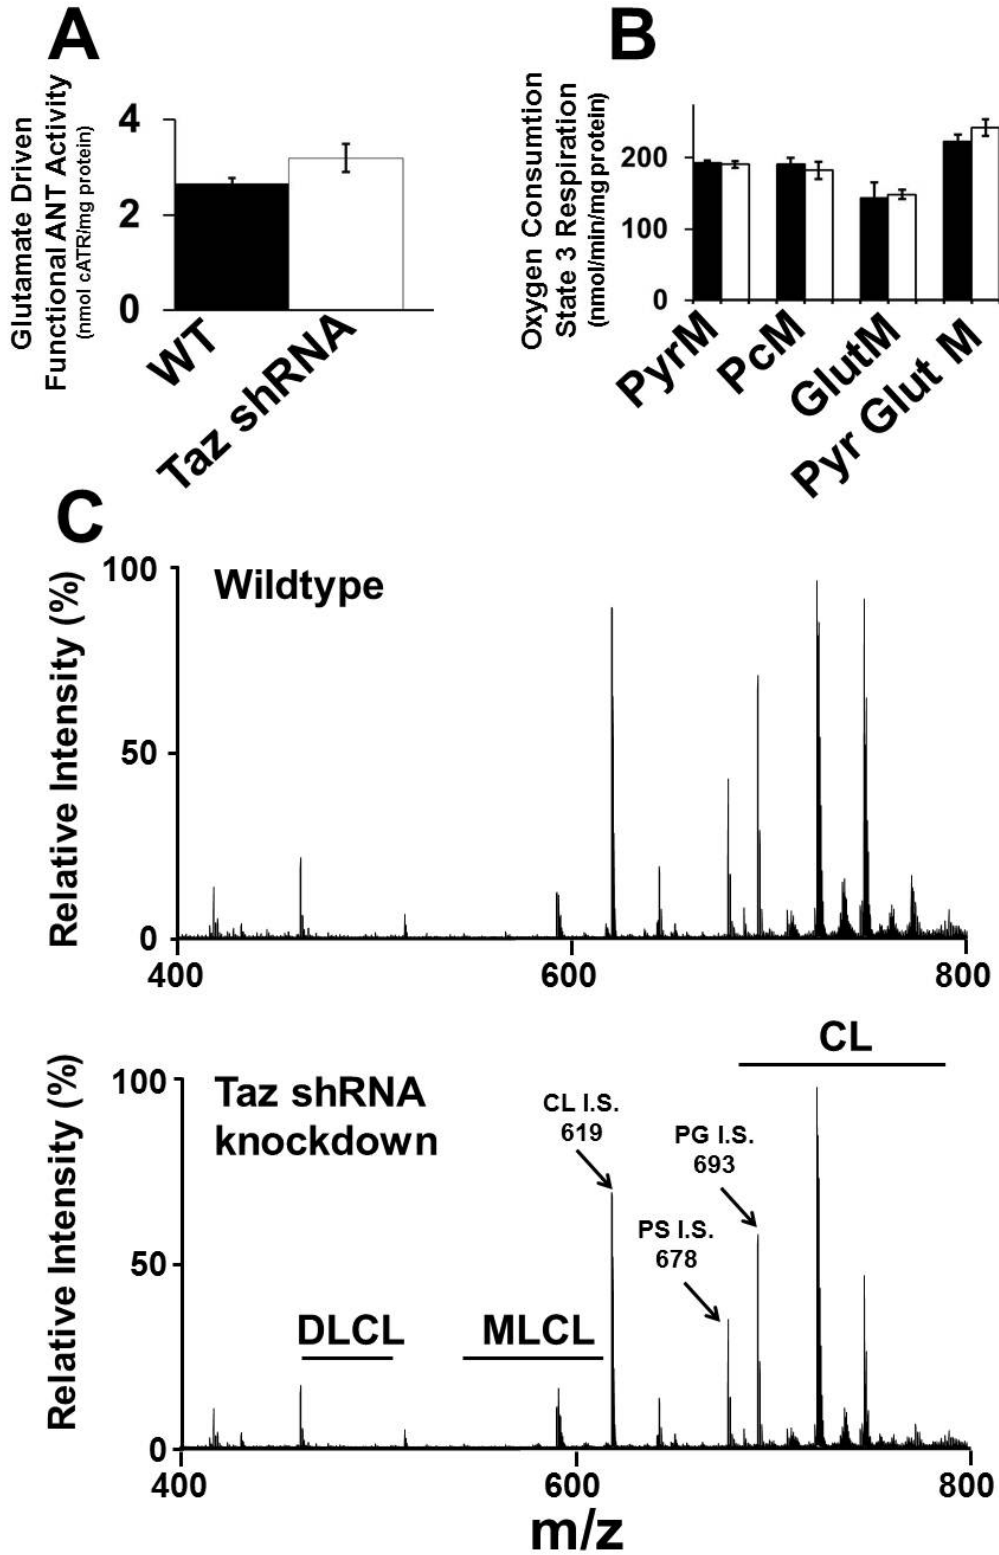 A
Glutamate Driven
Functional ANT Activity
(nmol cATR/mg protein)
4
2
0
WT
Taz shRNA
B
Oxygen Consumtion
State 3 Respiration
(nmol/min/mg protein)
200
100
0
PyrM
PcM
GlutM
Pyr Glut M
C
Relative Intensity (%)
100
50
0
Wildtype
400
600
800
Relative Intensity (%)
100
50
0
Taz shRNA
knockdown
DLCL
MLCL
CL I.S.
619
PS I.S.
678
PG I.S.
693
CL
400
600
800
m/z